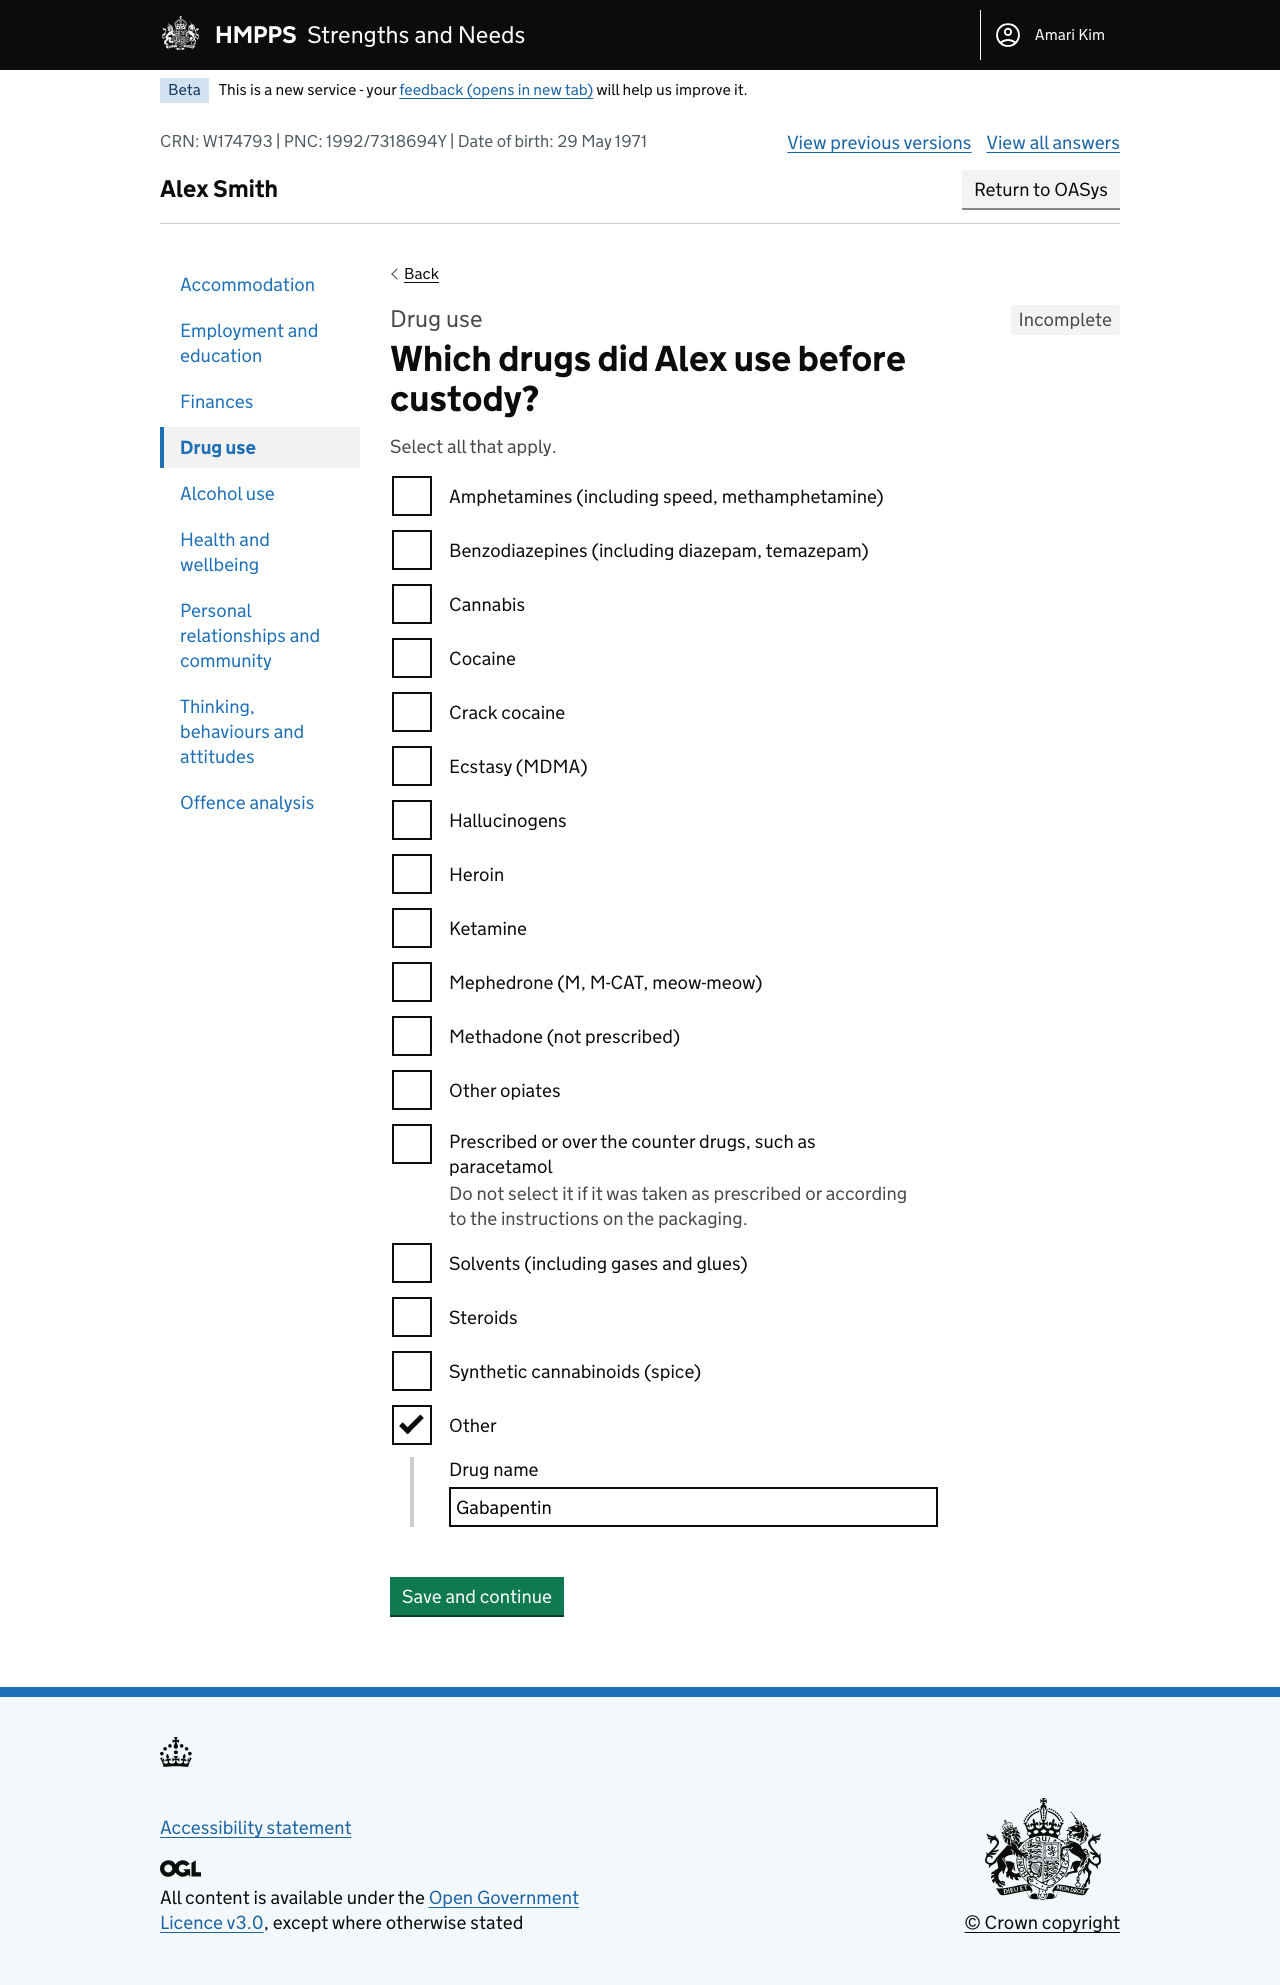 HMPPS Strengths and Needs
Amari Kim
Beta This is a new service - your feedback (opens in new tab) will help us improve it.
CRN: W174793 | PNC: 1992/7318694Y | Date of birth: 29 May 1971
View previous versions View all answers
Alex Smith
Return to OASys
Accommodation
Employment and
education
Finances
Drug use
Alcohol use
Health and
wellbeing
Personal
relationships and
community
Thinking,
behaviours and
attitudes
Offence analysis
Back
Drug use
Incomplete
Which drugs did Alex use before
custody?
Select all that apply.
Amphetamines (including speed, methamphetamine)
Benzodiazepines (including diazepam, temazepam)
Cannabis
Cocaine
Crack cocaine
Ecstasy (MDMA)
Hallucinogens
Heroin
Ketamine
Mephedrone (M, M-CAT, meow-meow)
Methadone (not prescribed)
Other opiates
Prescribed or over the counter drugs, such as
paracetamol
Do not select it if it was taken as prescribed or according
to the instructions on the packaging.
Solvents (including gases and glues)
Steroids
Synthetic cannabinoids (spice)
Other
Drug name
Gabapentin
Save and continue
Accessibility statement
OGL
All content is available under the Open Government
Licence v3.0, except where otherwise stated
© Crown copyright